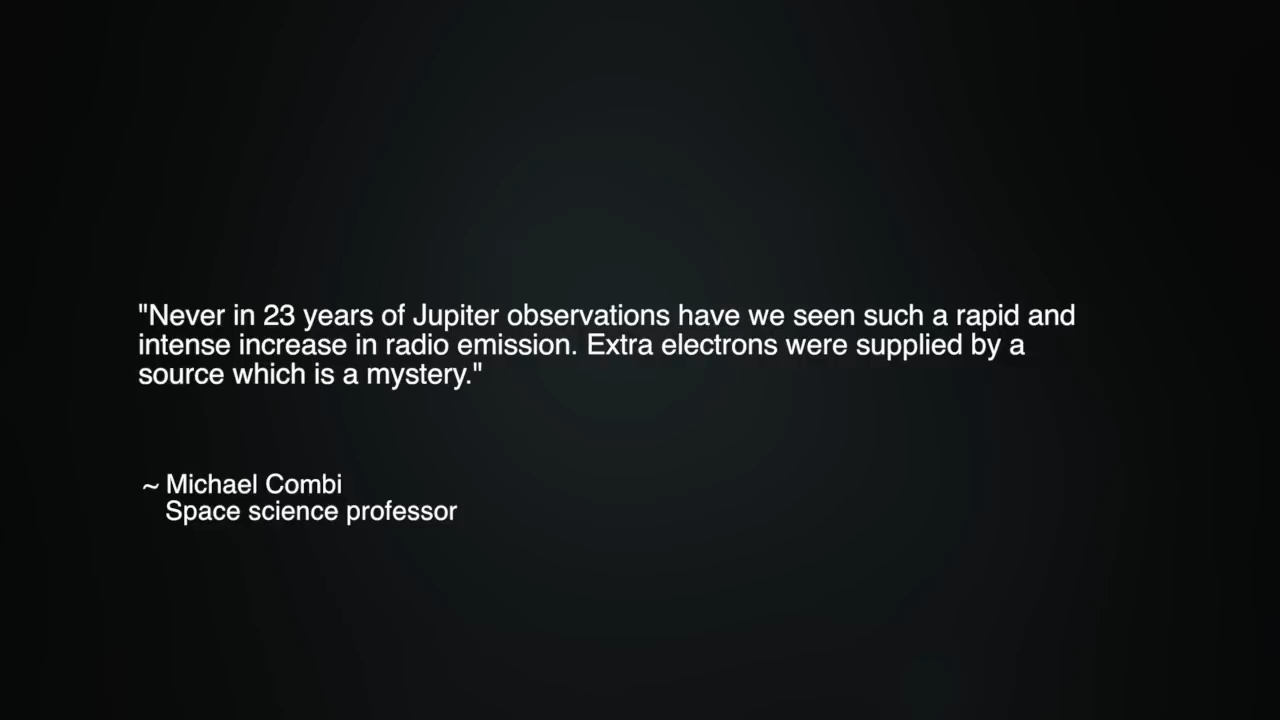 "Never in 23 years of Jupiter observations have we seen such a rapid and
intense increase in radio emission. Extra electrons were supplied by a
source which is a mystery."
~ Michael Combi
Space science professor